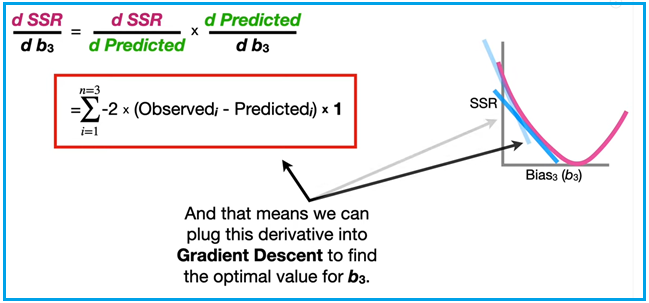 d SSR / d b₃ = d SSR / d Predicted × d Predicted / d b₃
n=3
=∑ -2 × (Observedᵢ - Predictedᵢ) × 1
i=1
SSR
Bias₃ (b₃)
And that means we can
plug this derivative into
Gradient Descent to find
the optimal value for b₃.